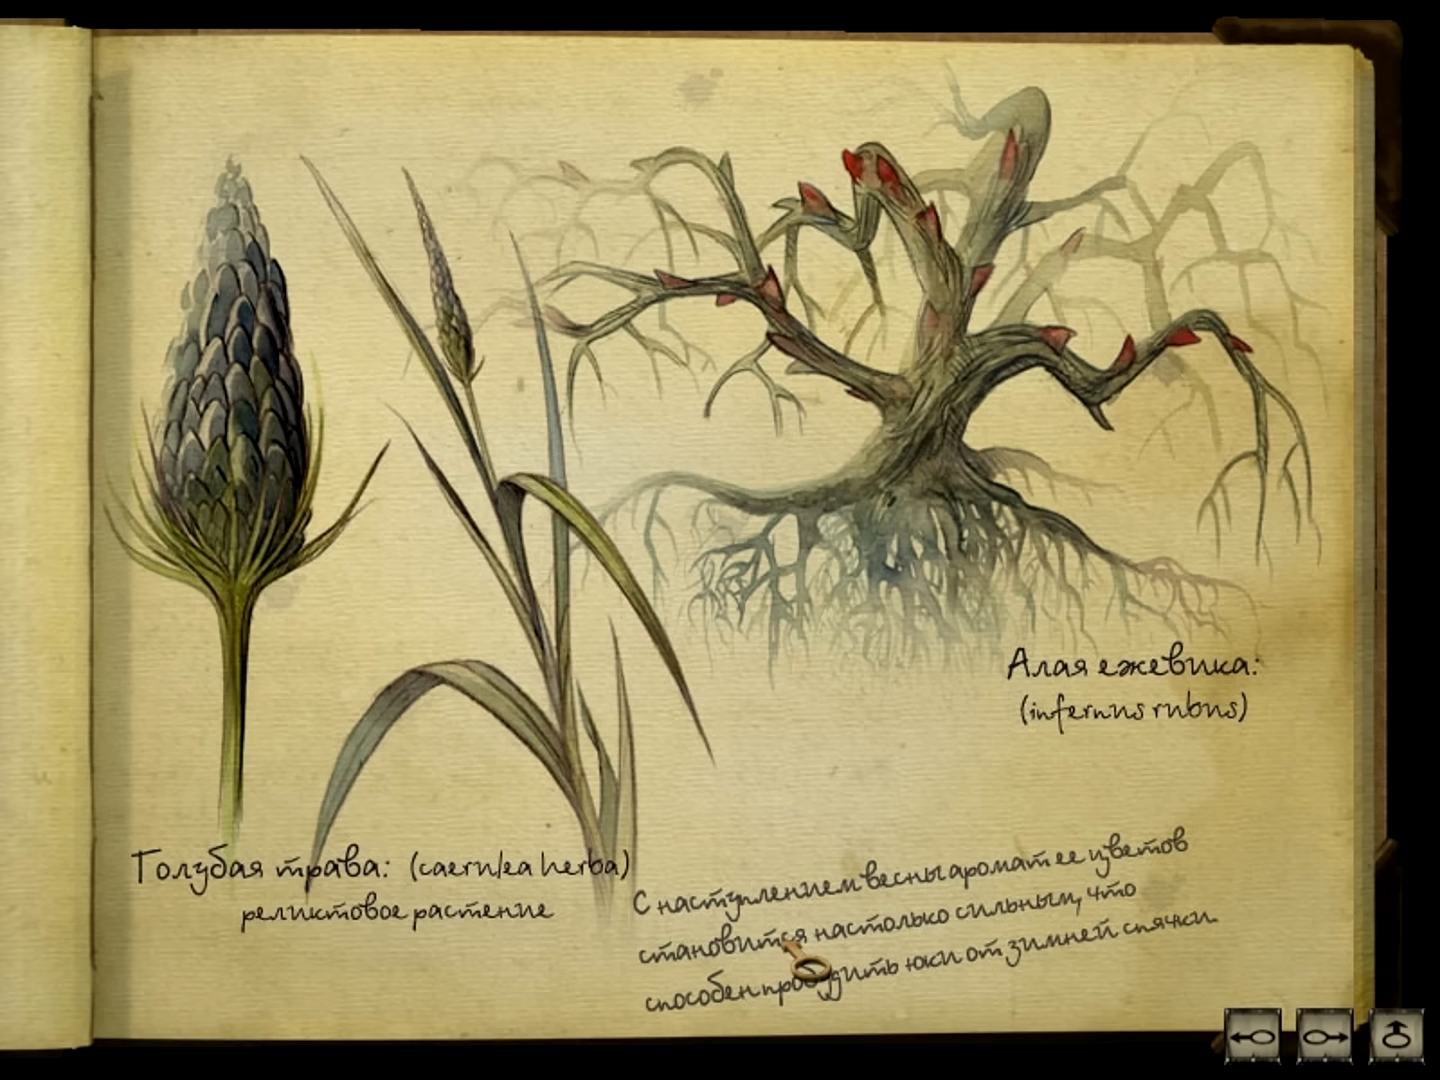 Алая ежевика:
(infernus rubus)
Голубая трава: (caerulea herba)
реликтовое растение
С наступлением весны аромат ее цветов
становится настолько сильным, что
способен пробудить юки от зимней спячки.